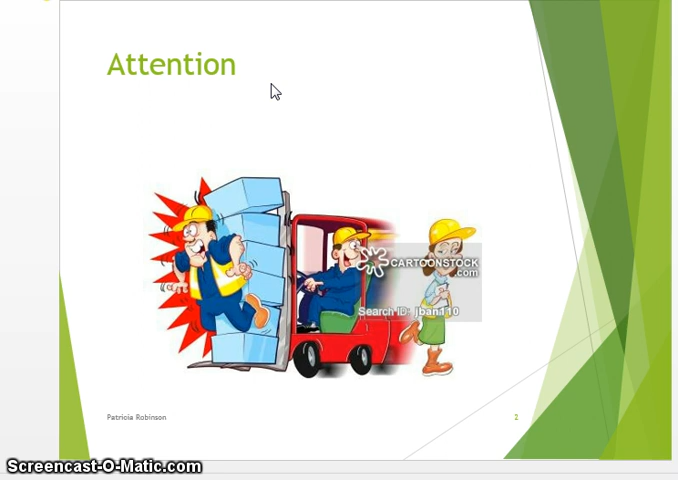 Attention
CARTOONSTOCK
.com
Search ID: jban110
Patricia Robinson
2
Screencast-O-Matic.com